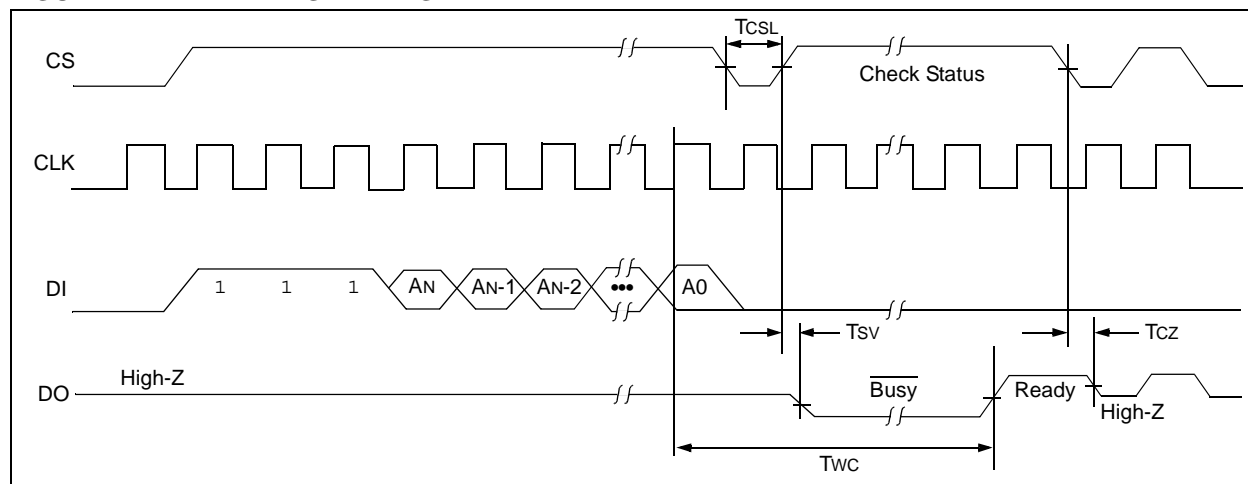 TCSL
CS
Check Status
CLK
DI
1 1 1 AN AN-1 AN-2 ••• A0
TSV
TCZ
DO
High-Z
Busy
Ready
High-Z
TWC